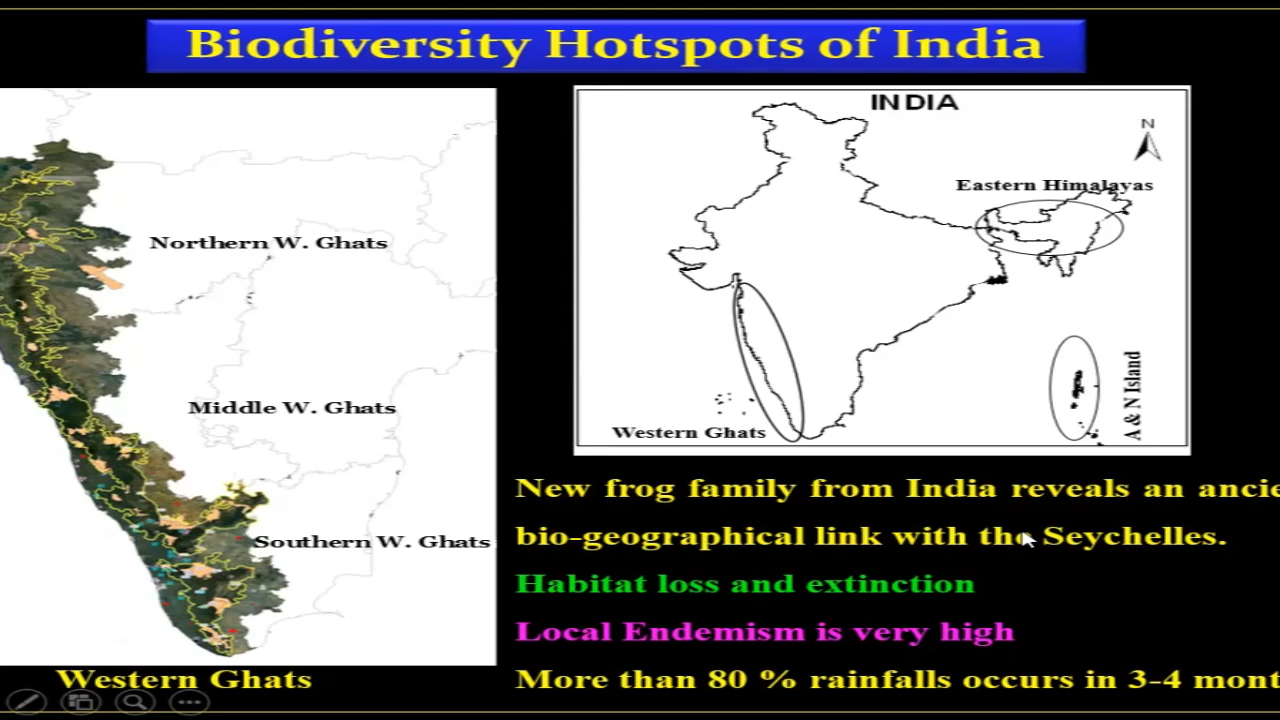 Biodiversity Hotspots of India
Northern W. Ghats
Middle W. Ghats
Southern W. Ghats
Western Ghats
INDIA
N
Eastern Himalayas
A & N Island
Western Ghats
New frog family from India reveals an ancie
bio-geographical link with the Seychelles.
Habitat loss and extinction
Local Endemism is very high
More than 80 % rainfalls occurs in 3-4 mont